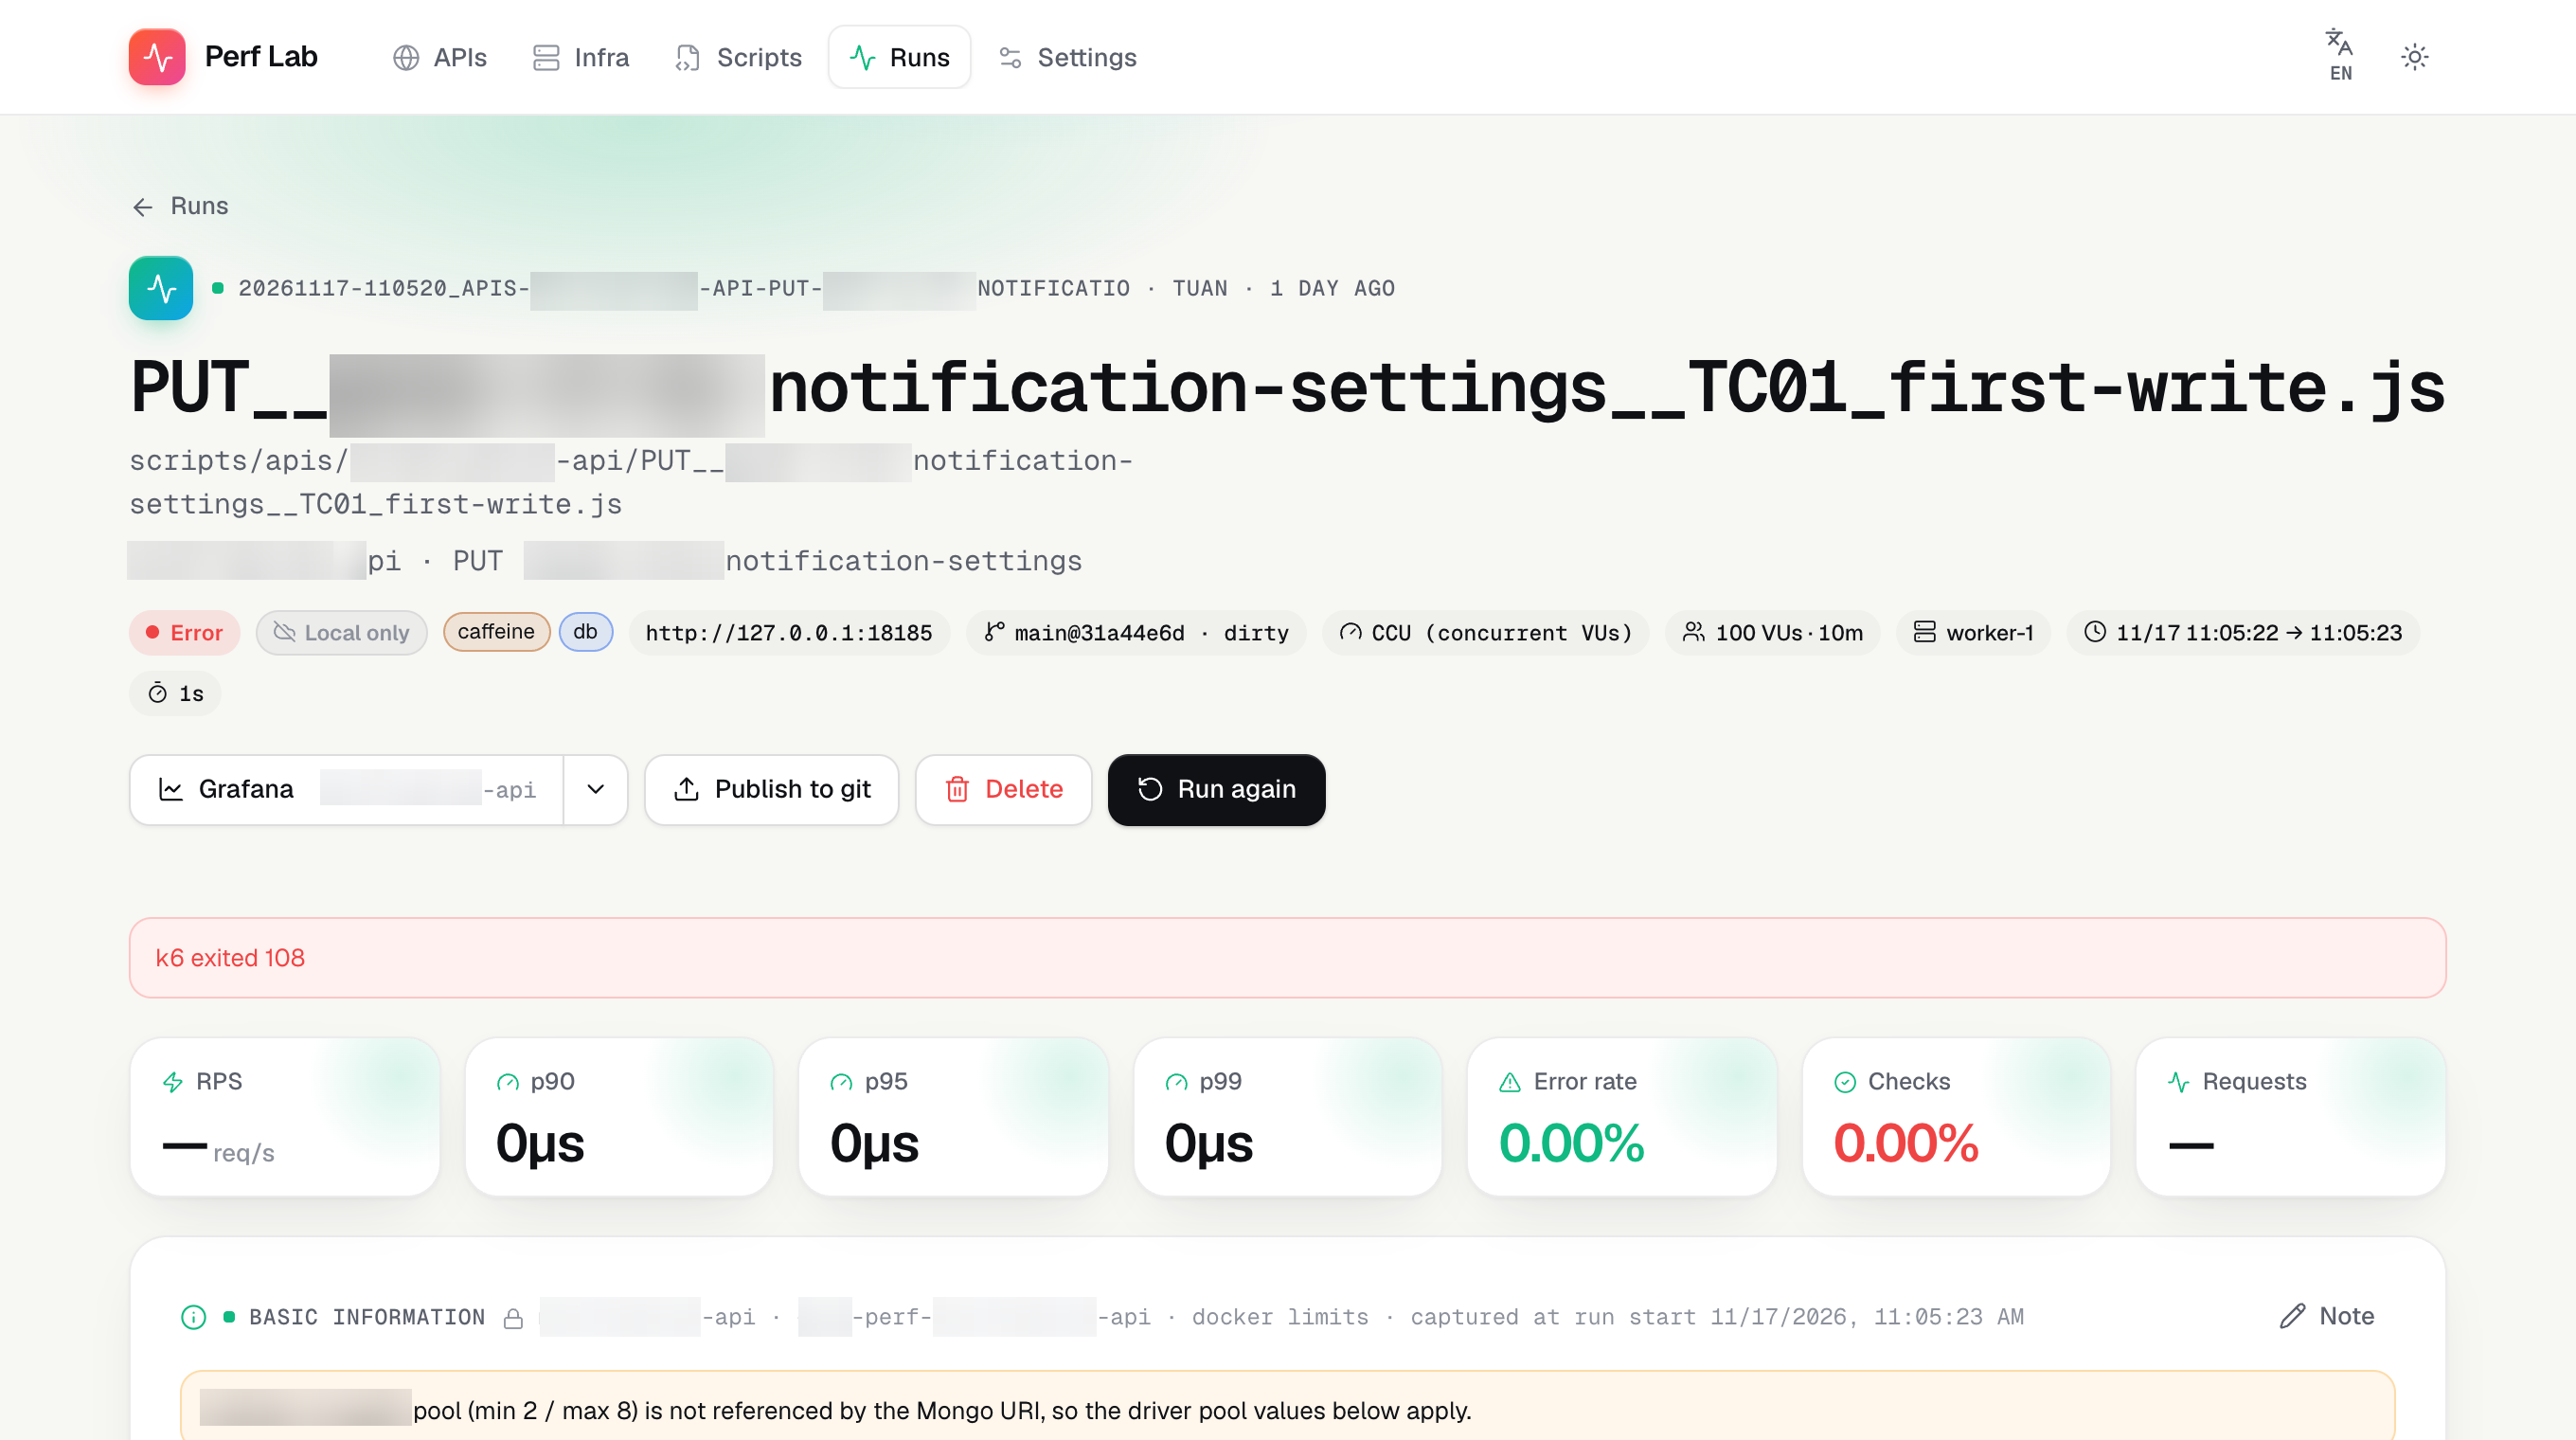 Perf Lab APIs Infra Scripts Runs Settings EN
Runs
20261117-110520_APIS- -API-PUT- NOTIFICATIO · TUAN · 1 DAY AGO
PUT__ notification-settings__TC01_first-write.js
scripts/apis/ -api/PUT__ notification-
settings__TC01_first-write.js
pi · PUT notification-settings
Error Local only caffeine db http://127.0.0.1:18185 main@31a44e6d · dirty CCU (concurrent VUs) 100 VUs · 10m worker-1 11/17 11:05:22 → 11:05:23
1s
Grafana -api Publish to git Delete Run again
k6 exited 108
RPS p90 p95 p99 Error rate Checks Requests
— req/s 0µs 0µs 0µs 0.00% 0.00% —
BASIC INFORMATION -api · -perf- -api · docker limits · captured at run start 11/17/2026, 11:05:23 AM Note
pool (min 2 / max 8) is not referenced by the Mongo URI, so the driver pool values below apply.